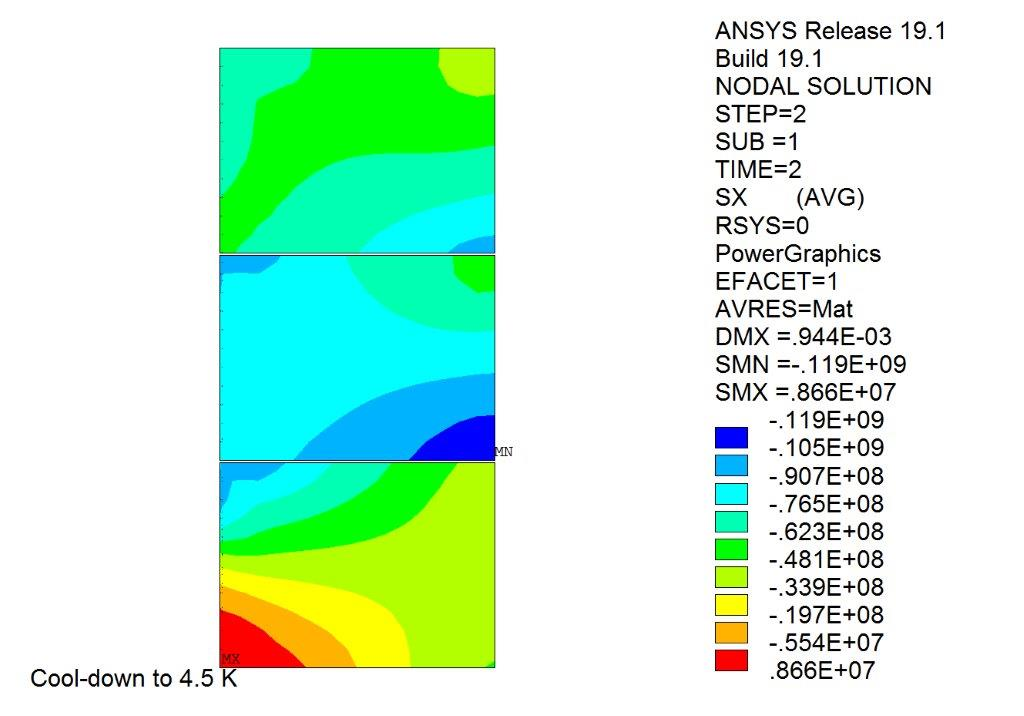 ANSYS Release 19.1
Build 19.1
NODAL SOLUTION
STEP=2
SUB =1
TIME=2
SX (AVG)
RSYS=0
PowerGraphics
EFACET=1
AVRES=Mat
DMX =.944E-03
SMN =-.119E+09
SMX =.866E+07
-.119E+09
-.105E+09
-.907E+08
-.765E+08
-.623E+08
-.481E+08
-.339E+08
-.197E+08
-.554E+07
.866E+07
MN
MX
Cool-down to 4.5 K